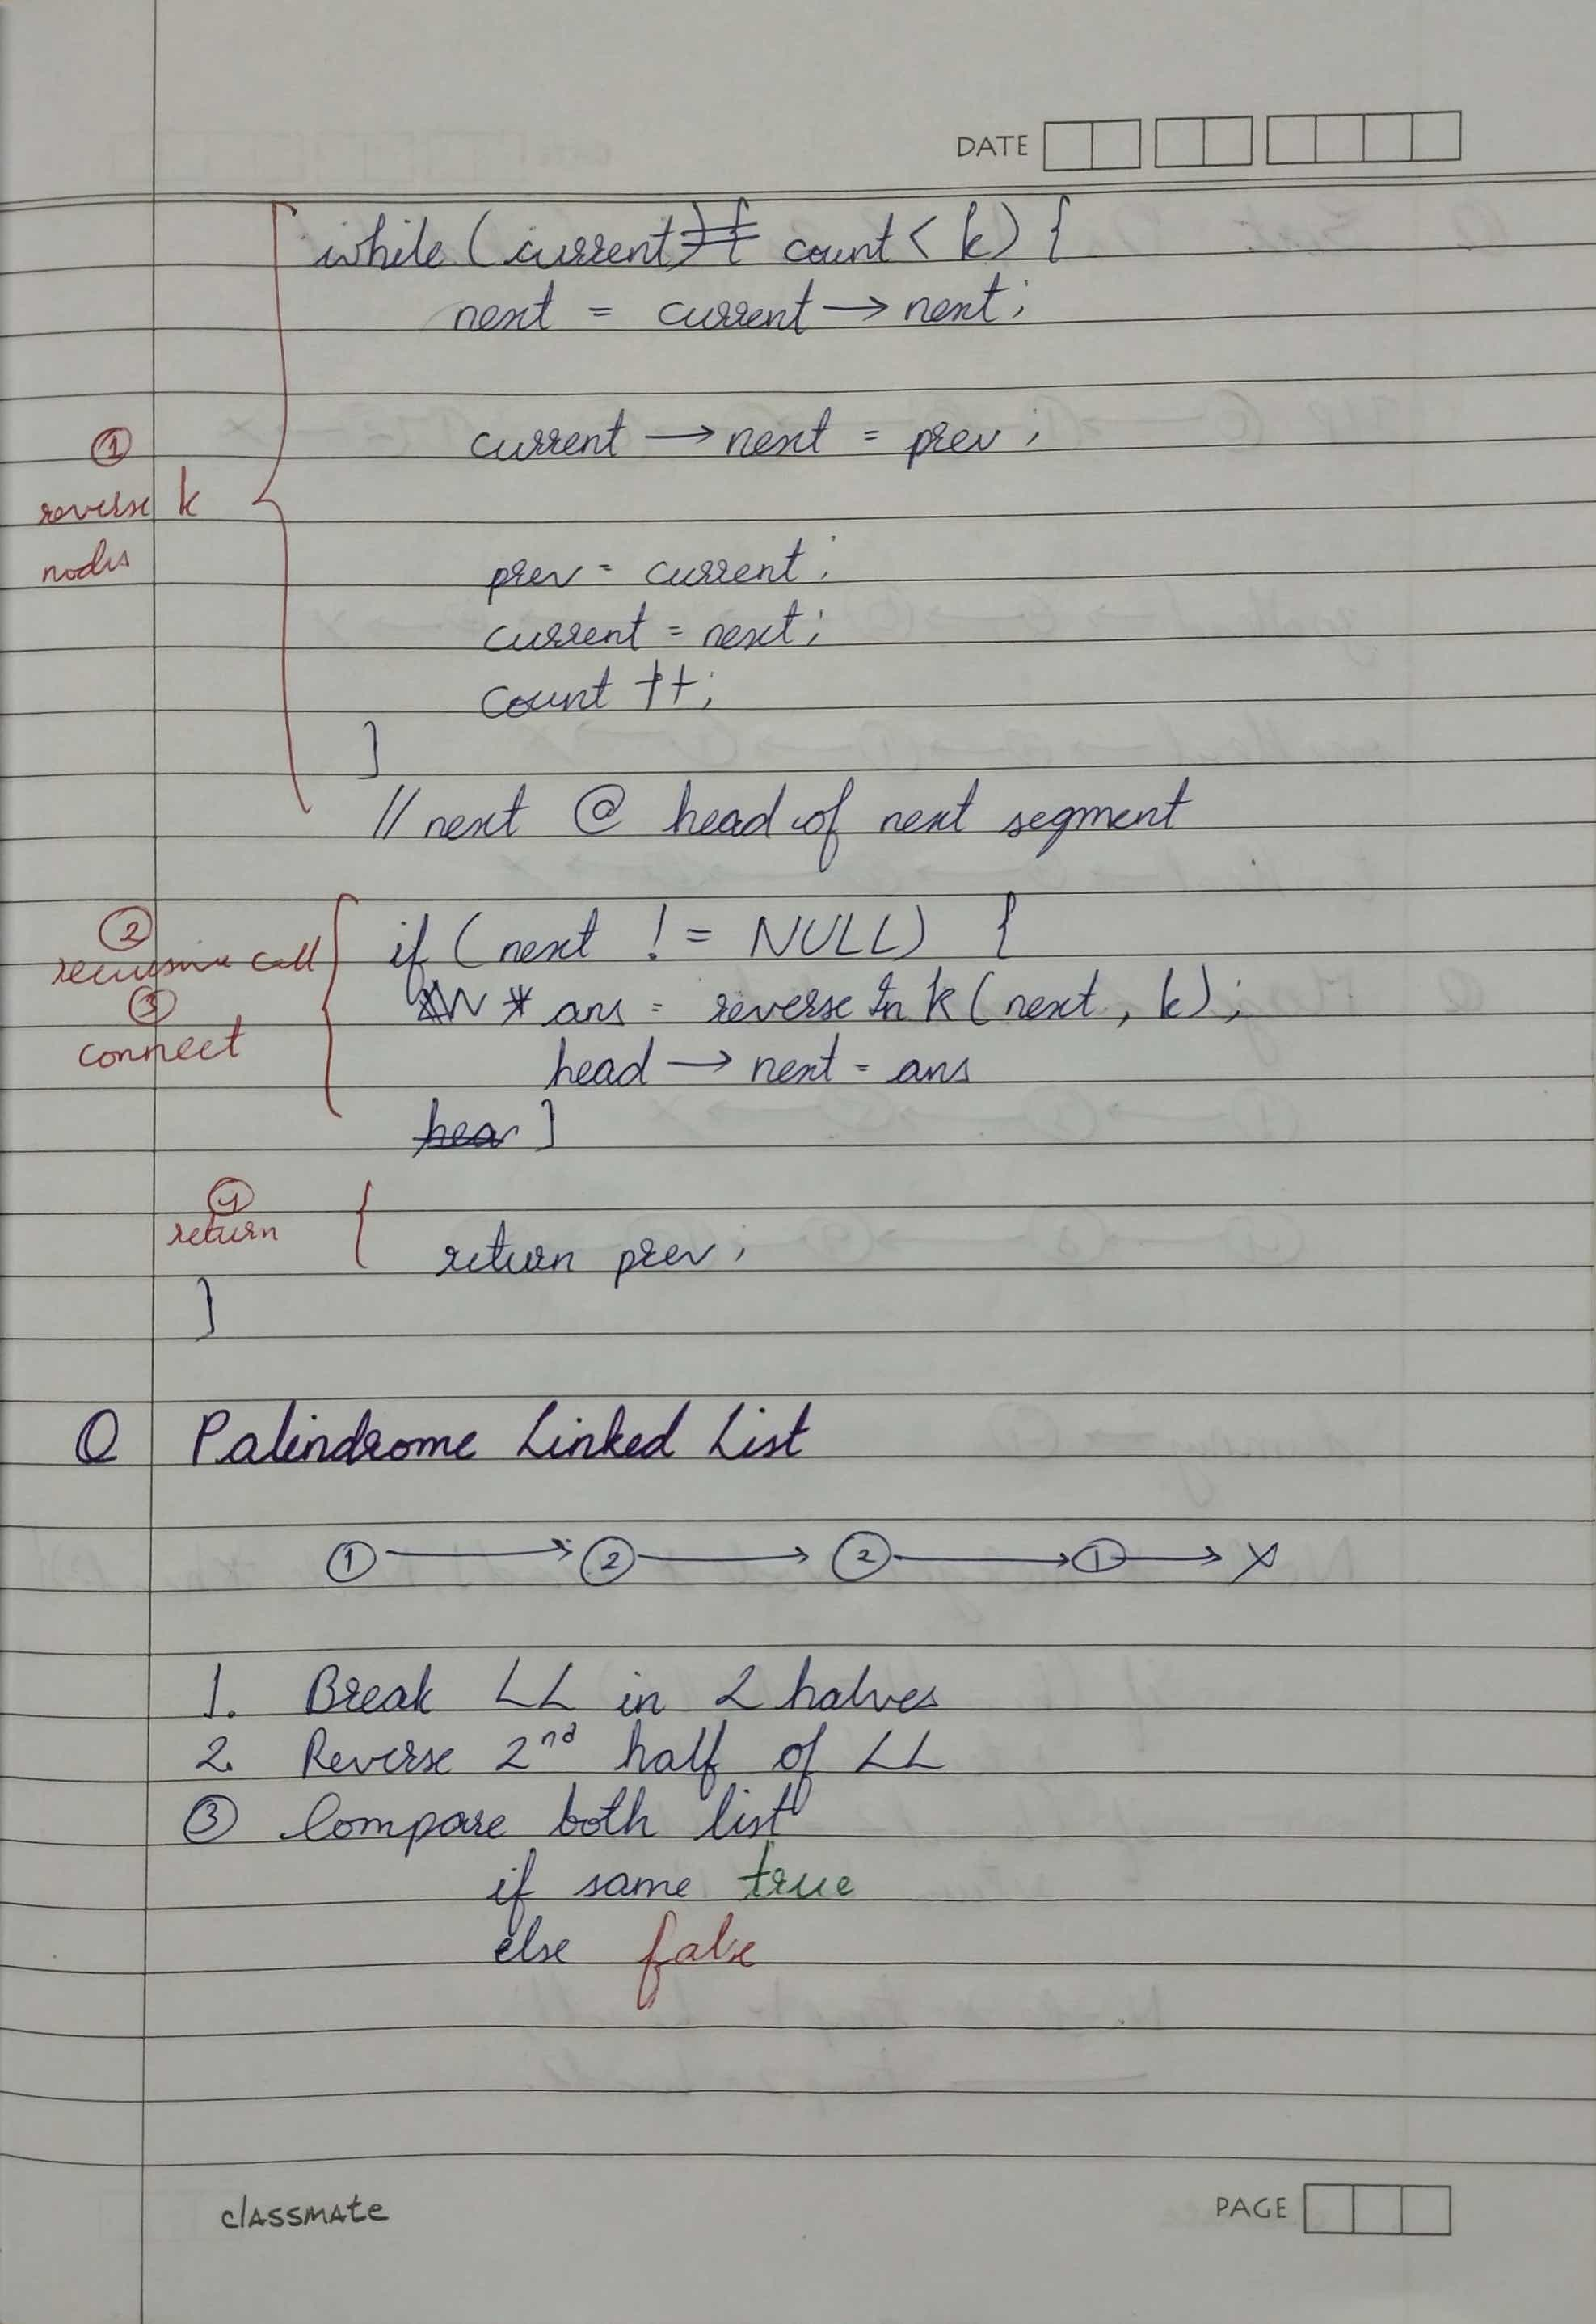 DATE
while (current) && count < k) {
next = current → next;
current → next = prev;
① reverse k nodes
prev = current;
current = next;
count ++;
}
// next @ head of next segment
② recursive call
if (next != NULL) {
③ connect
* ans = reverse In k (next, k);
head → next = ans
}
④ return
return prev;
}
Q Palindrome Linked List
① → ② → ② → ① → X
1. Break LL in 2 halves
2. Reverse 2nd half of LL
③ Compare both list
if same true
else false
classmate
PAGE